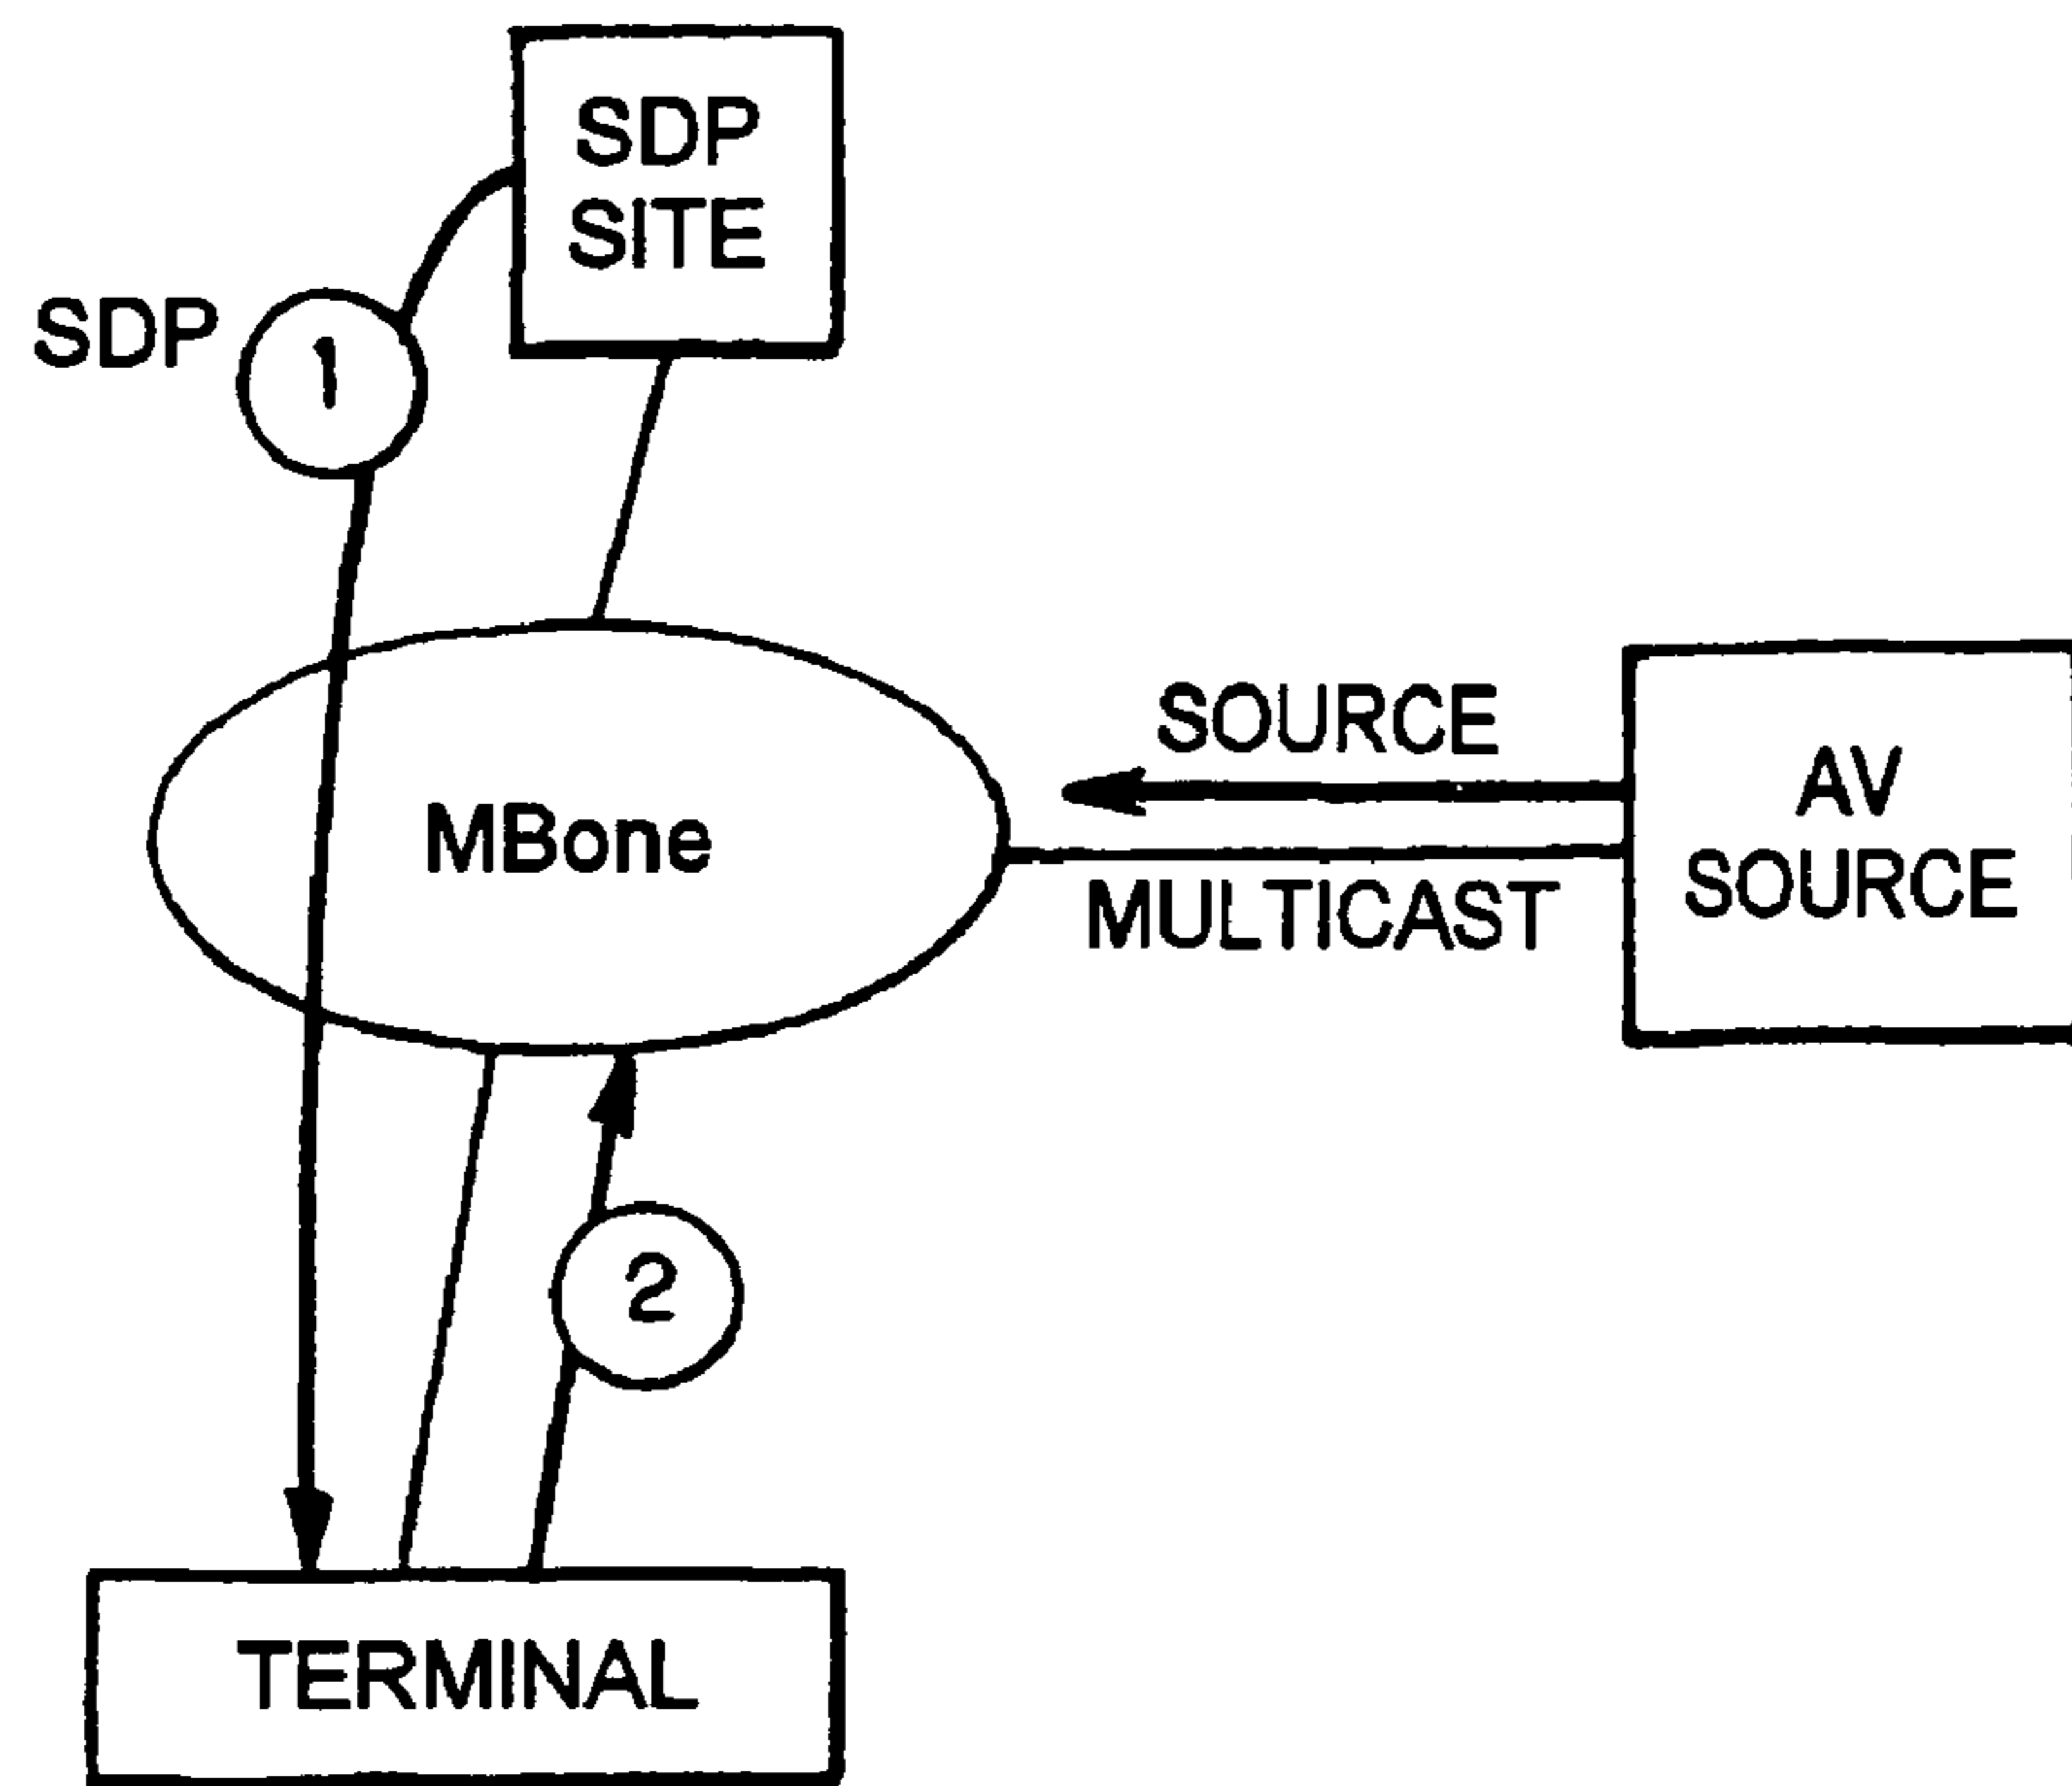 SDP
SITE
SDP
1
SOURCE
MULTICAST
AV
SOURCE
MBone
2
TERMINAL